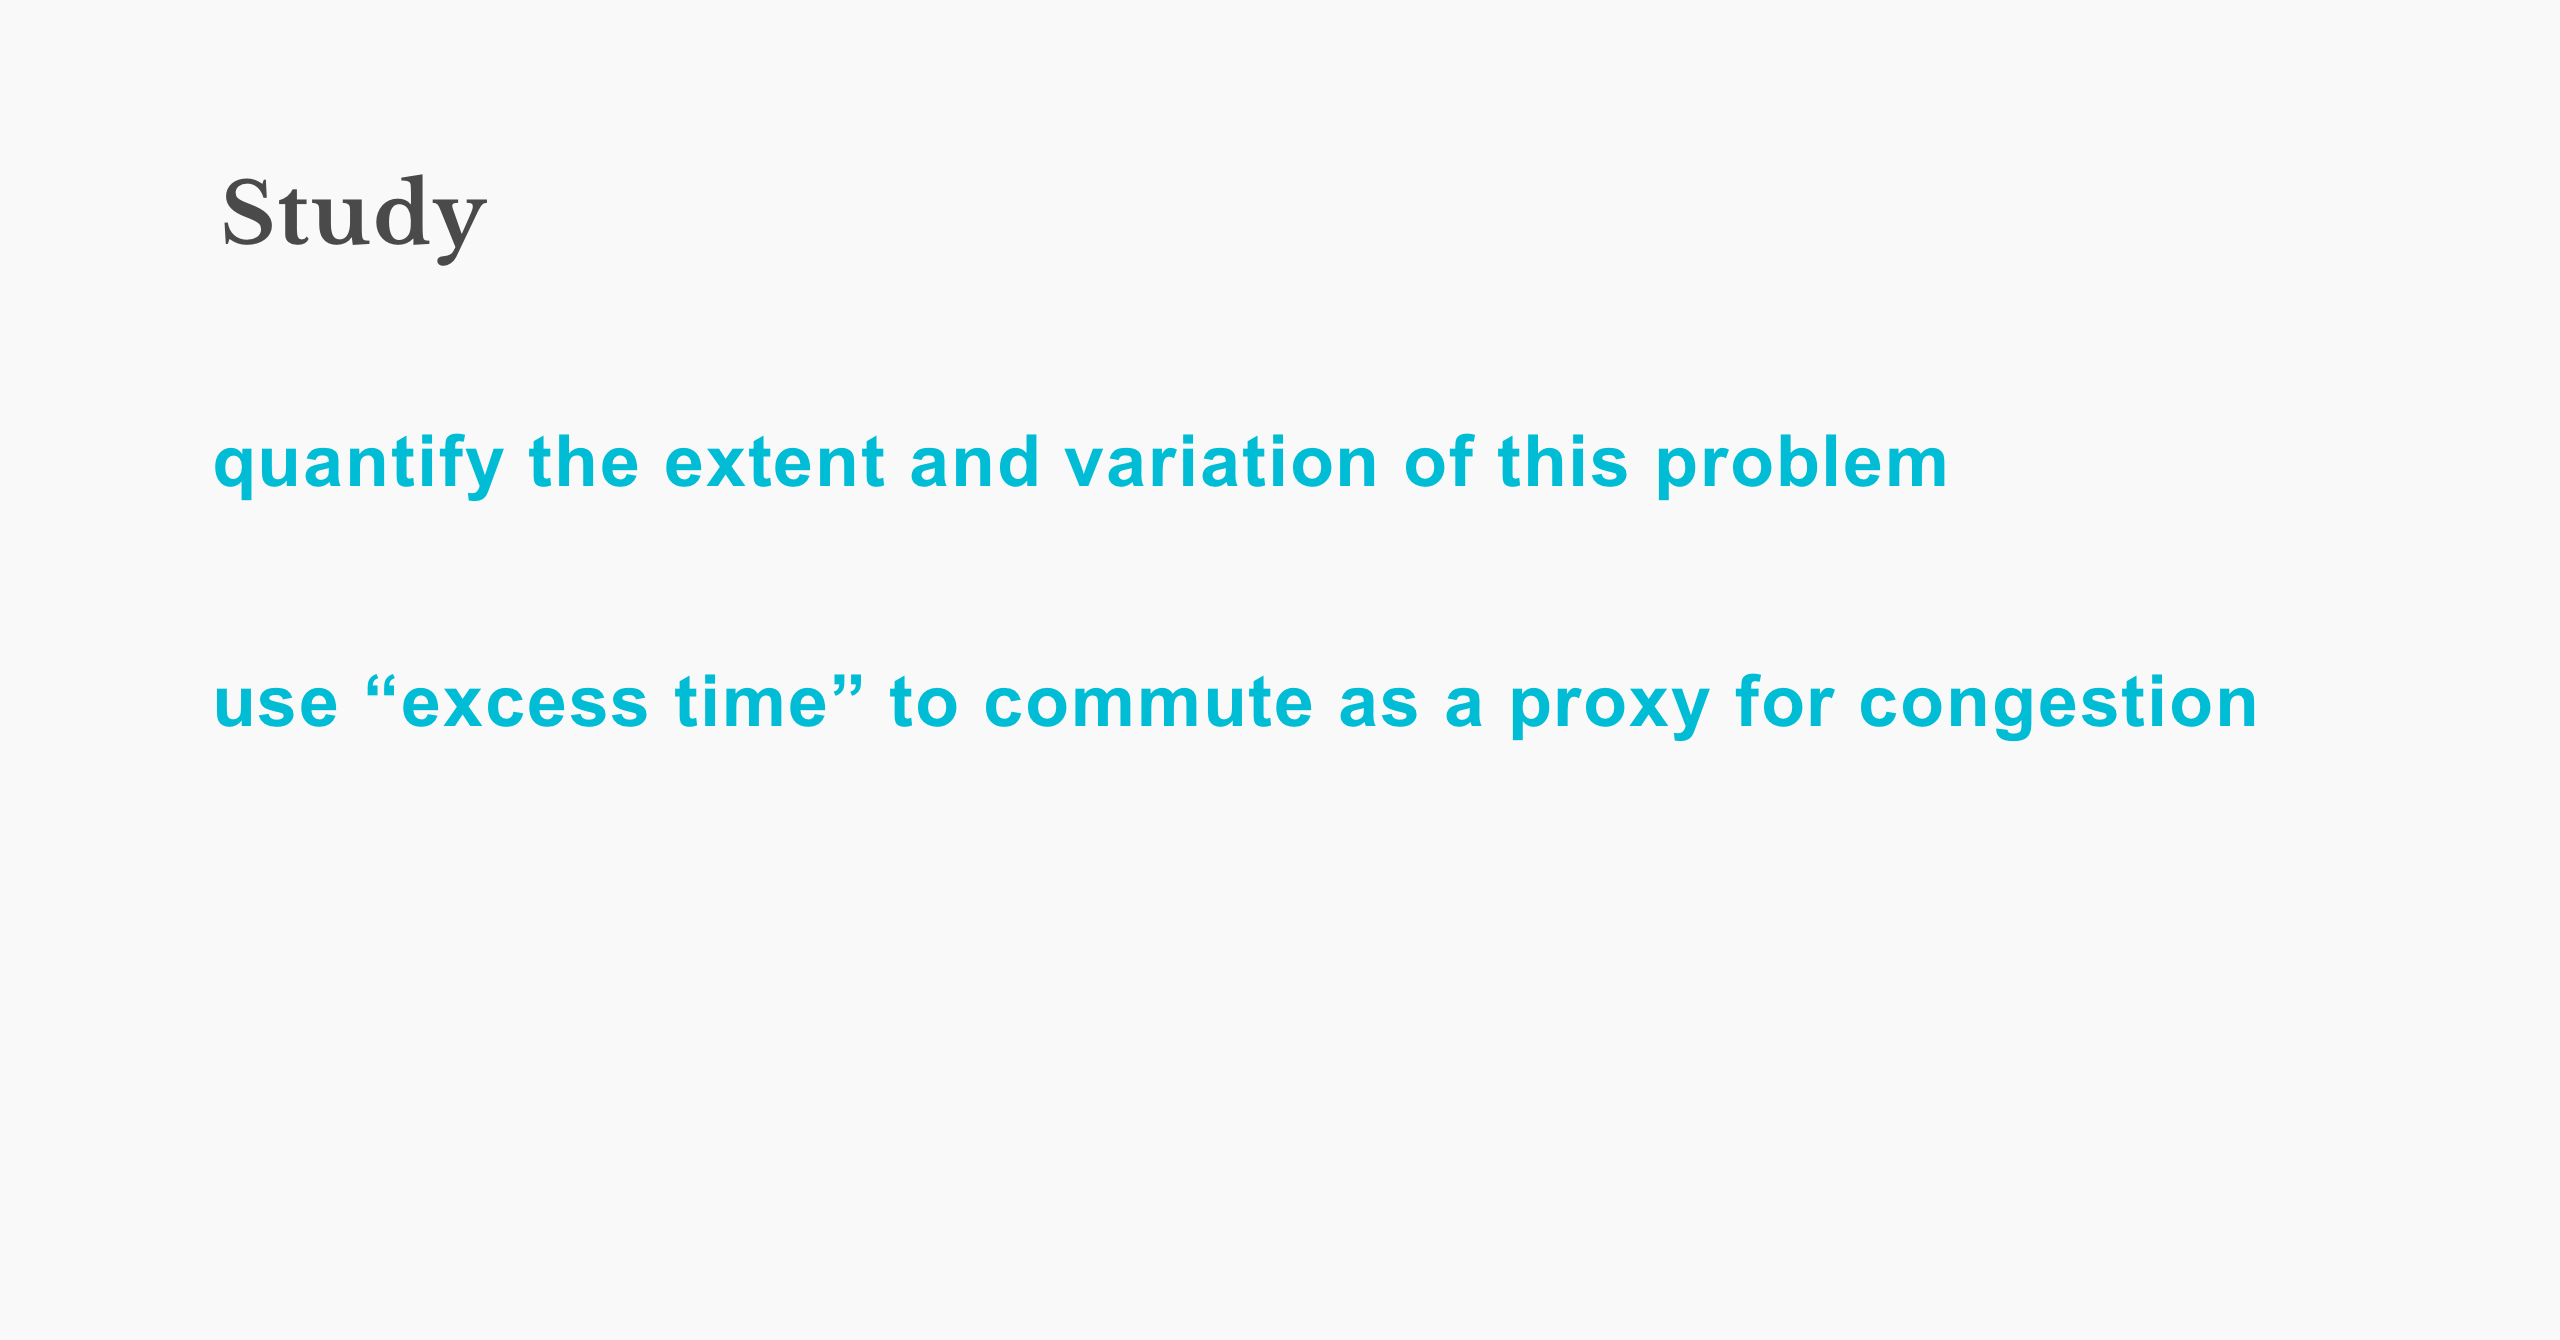 Study
quantify the extent and variation of this problem
use “excess time” to commute as a proxy for congestion